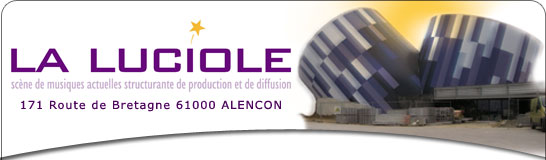 LA LUCIOLE
scène de musiques actuelles structurante de production et de diffusion
171 Route de Bretagne 61000 ALENCON